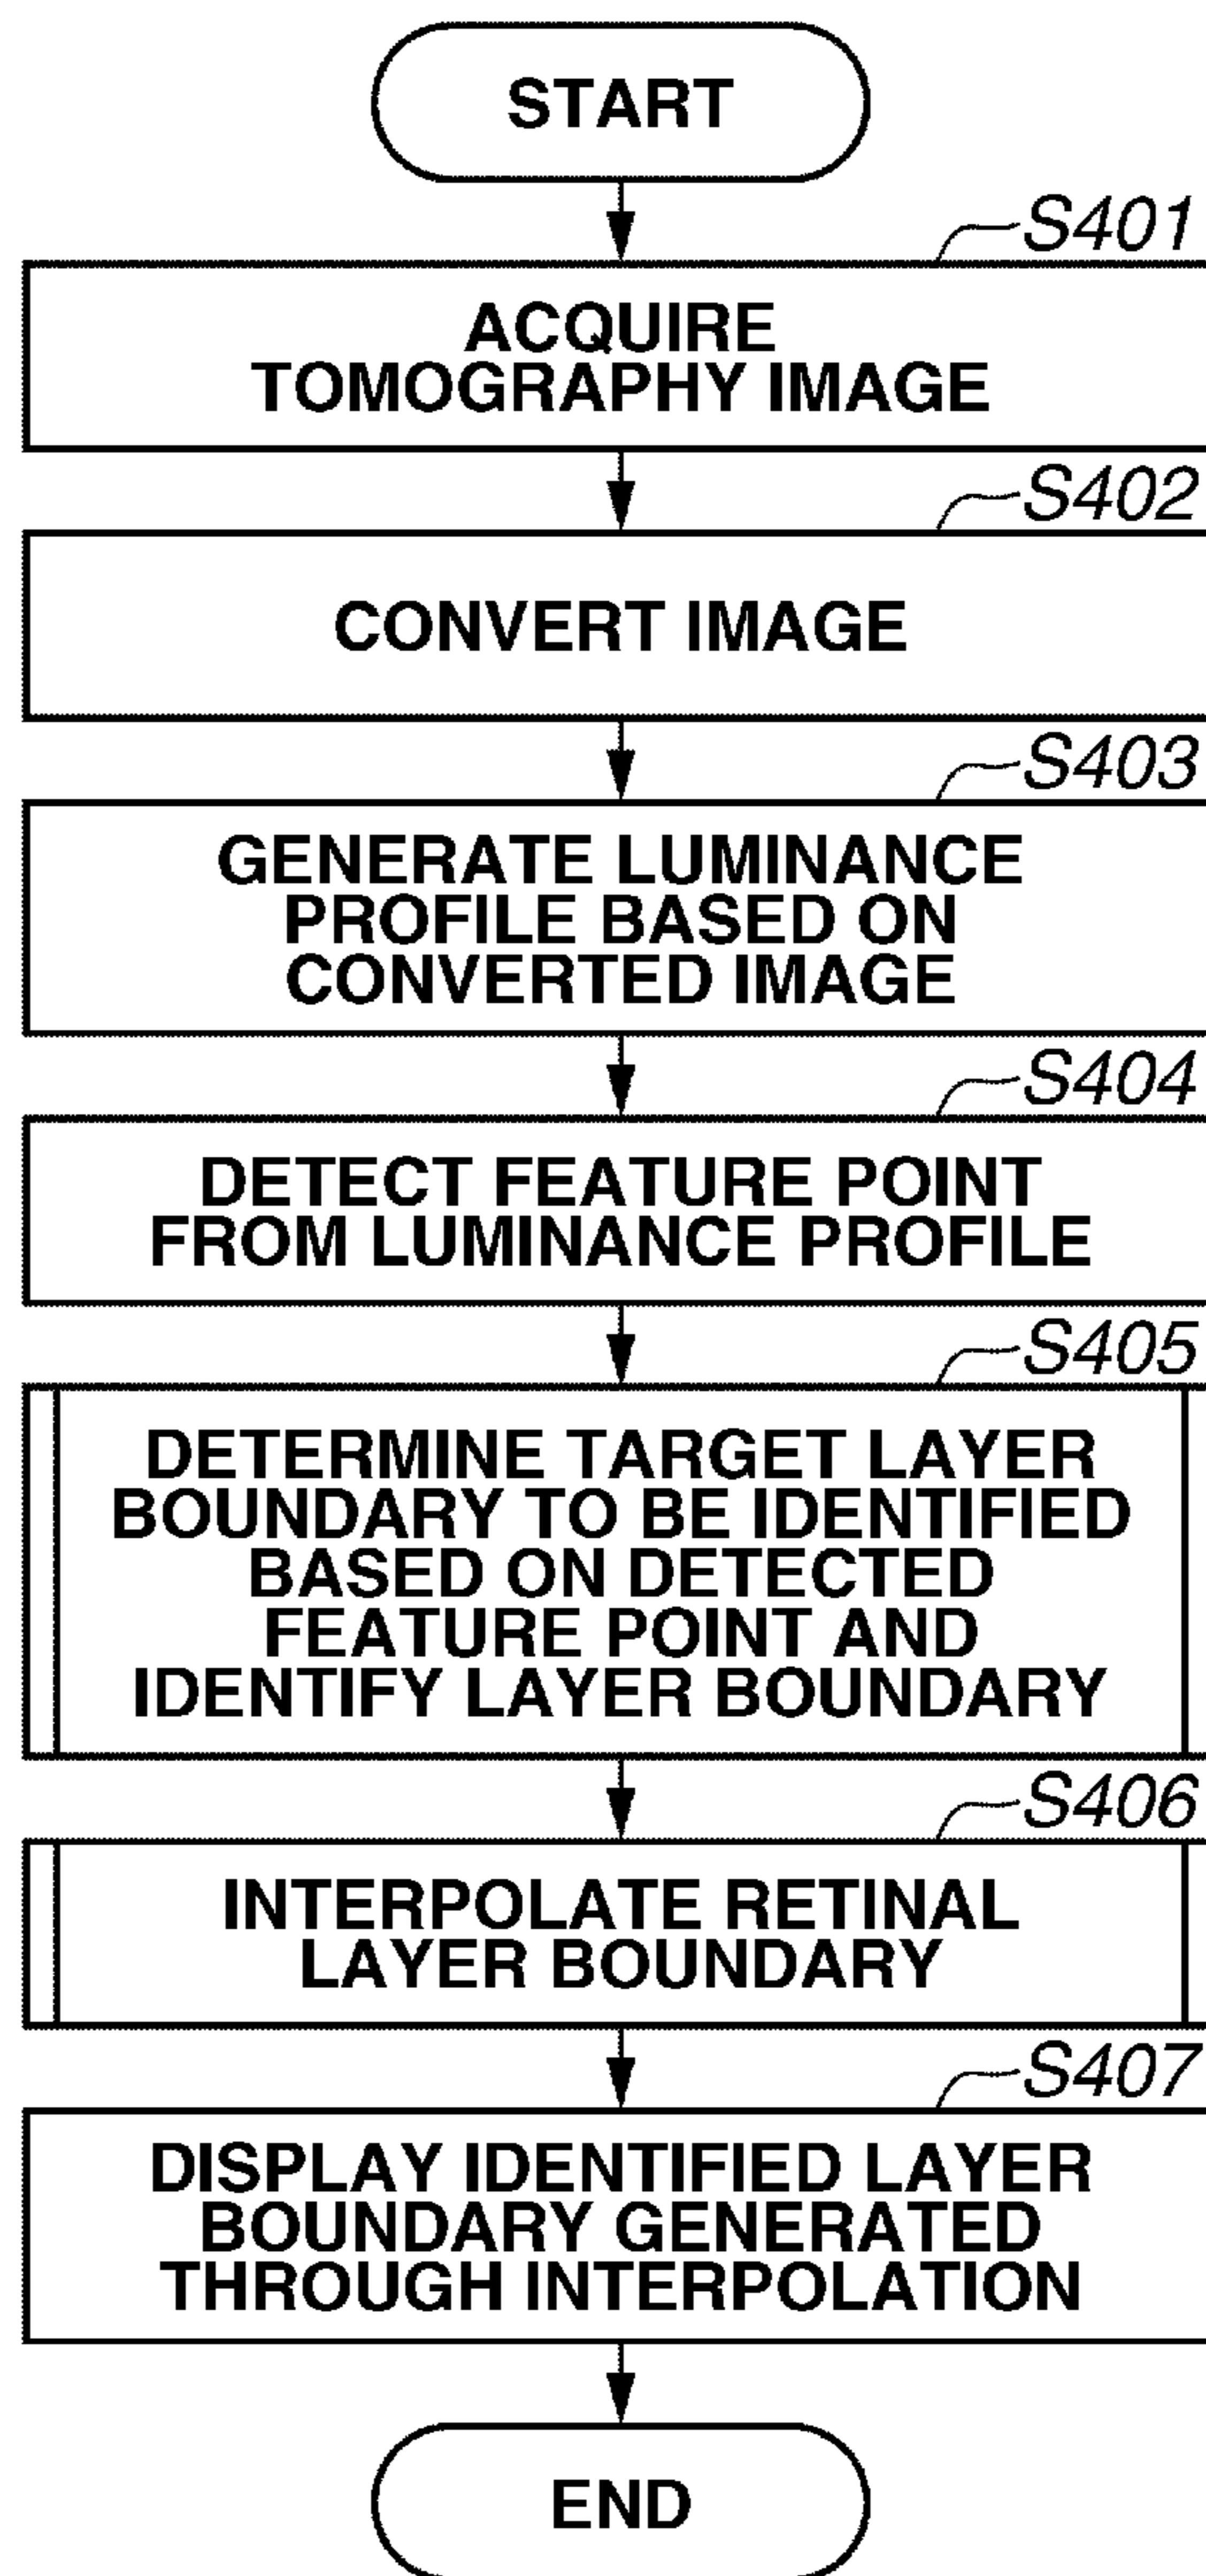 START
S401
ACQUIRE
TOMOGRAPHY IMAGE
S402
CONVERT IMAGE
S403
GENERATE LUMINANCE
PROFILE BASED ON
CONVERTED IMAGE
S404
DETECT FEATURE POINT
FROM LUMINANCE PROFILE
S405
DETERMINE TARGET LAYER
BOUNDARY TO BE IDENTIFIED
BASED ON DETECTED
FEATURE POINT AND
IDENTIFY LAYER BOUNDARY
S406
INTERPOLATE RETINAL
LAYER BOUNDARY
S407
DISPLAY IDENTIFIED LAYER
BOUNDARY GENERATED
THROUGH INTERPOLATION
END